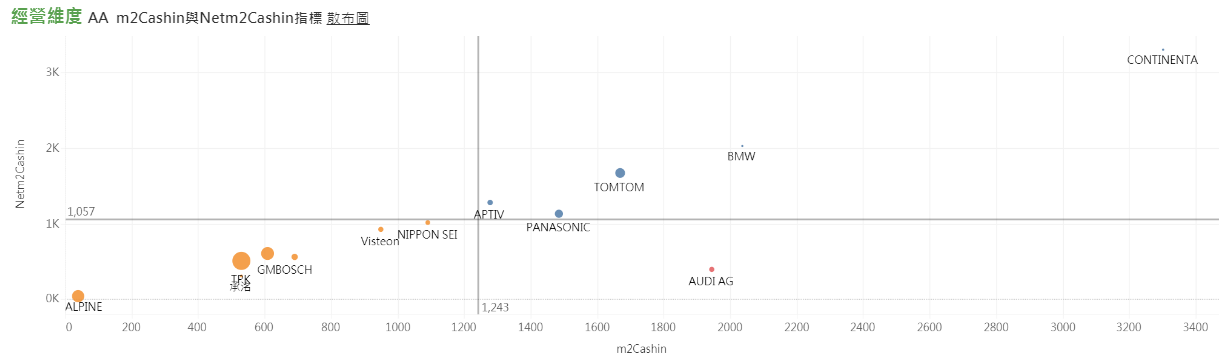 經營維度 AA m2Cashin與Netm2Cashin指標 散布圖
CONTINENTA
3K
BMW
2K
TOMTOM
Netm2Cashin
1,057
APTIV
PANASONIC
1K
NIPPON SEI
Visteon
GMBOSCH
TPK
AUDI AG
0K
ALPINE
1,243
0 200 400 600 800 1000 1200 1400 1600 1800 2000 2200 2400 2600 2800 3000 3200 3400
m2Cashin